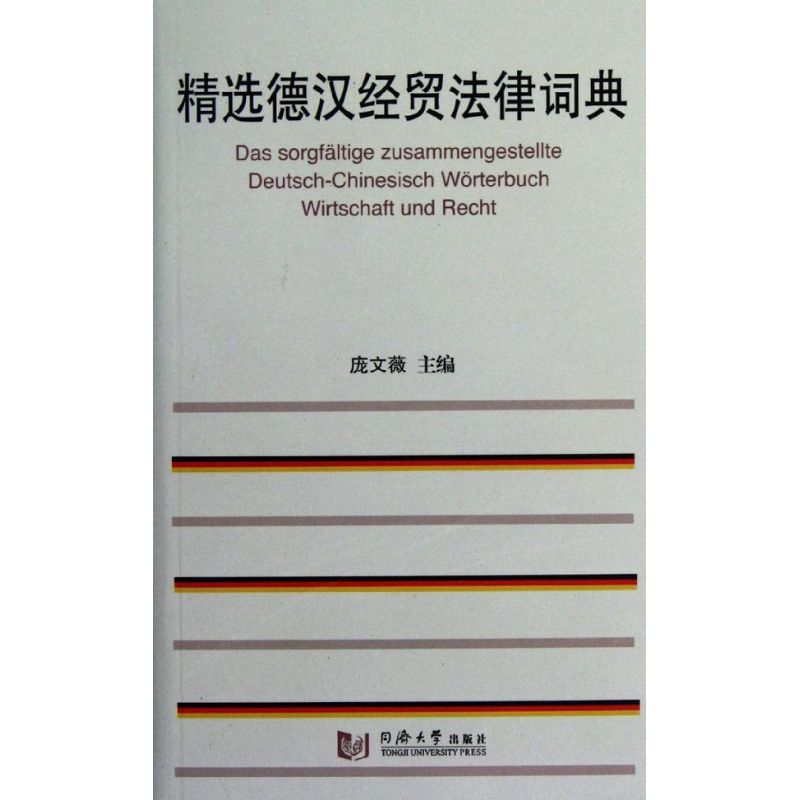 精选德汉经贸法律词典
Das sorgfältige zusammengestellte
Deutsch-Chinesisch Wörterbuch
Wirtschaft und Recht
庞文薇 主编
同济大学出版社
TONGJI UNIVERSITY PRESS